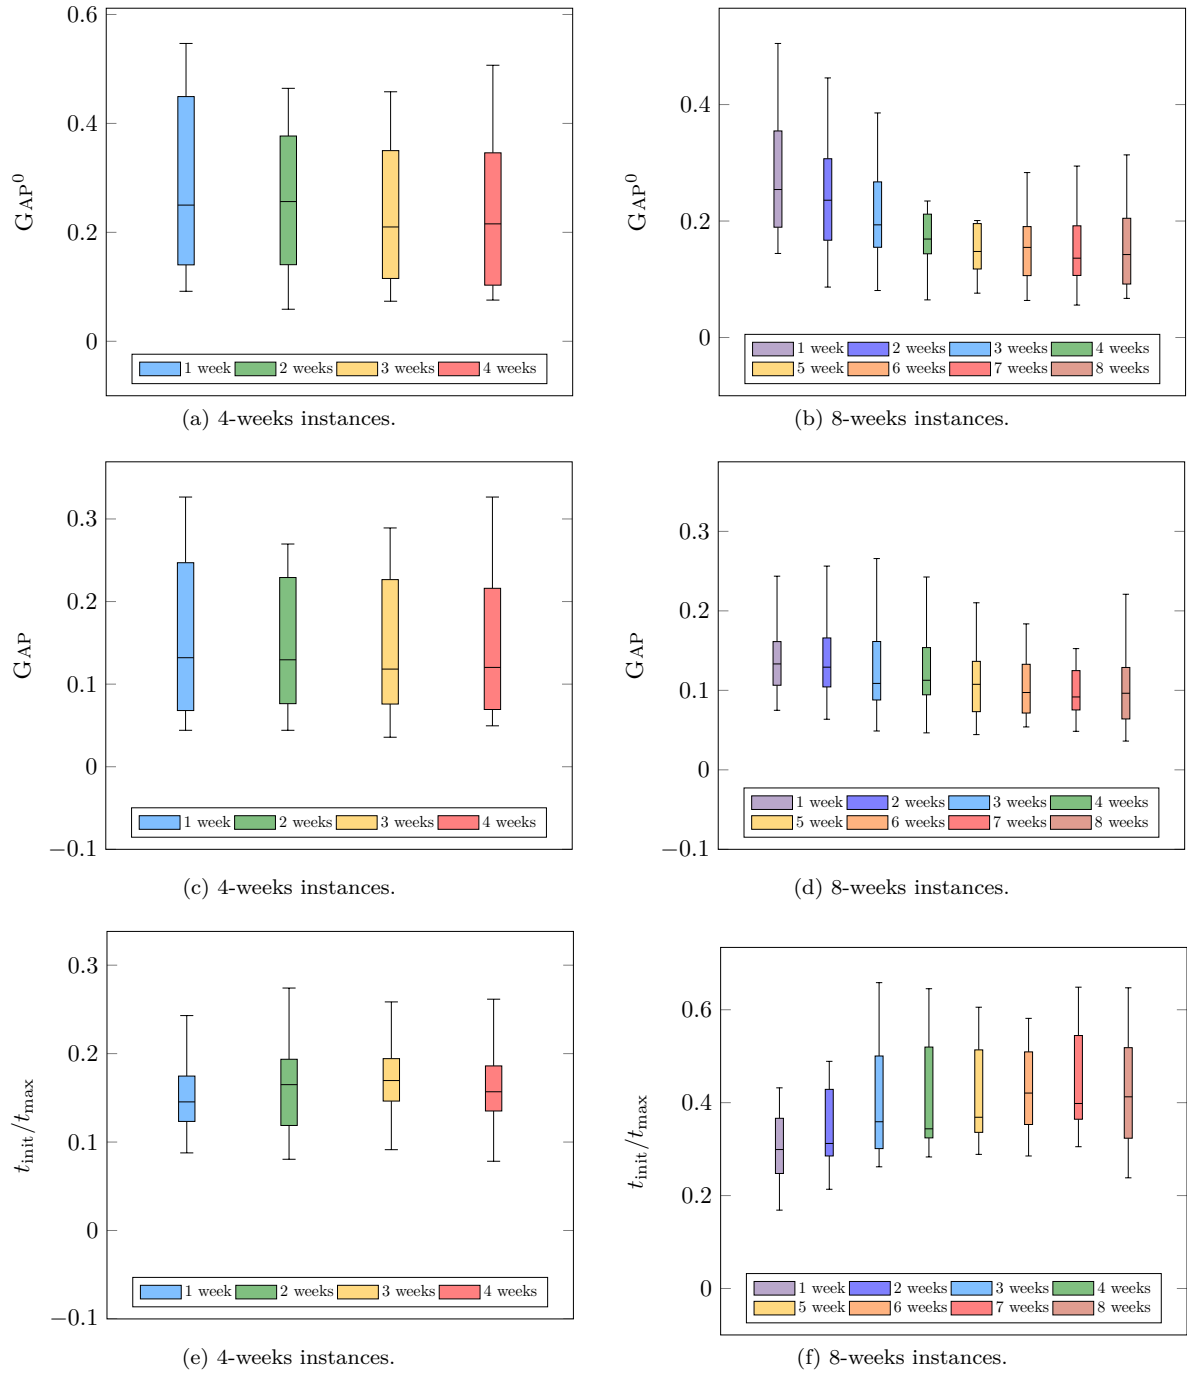 0.6
0.4
0.2
0
GAP⁰
1 week 2 weeks 3 weeks 4 weeks
(a) 4-weeks instances.
0.4
0.2
0
GAP⁰
1 week 2 weeks 3 weeks 4 weeks
5 week 6 weeks 7 weeks 8 weeks
(b) 8-weeks instances.
0.3
0.2
0.1
0
−0.1
GAP
1 week 2 weeks 3 weeks 4 weeks
(c) 4-weeks instances.
0.3
0.2
0.1
0
−0.1
GAP
1 week 2 weeks 3 weeks 4 weeks
5 week 6 weeks 7 weeks 8 weeks
(d) 8-weeks instances.
0.3
0.2
0.1
0
−0.1
t_init/t_max
1 week 2 weeks 3 weeks 4 weeks
(e) 4-weeks instances.
0.6
0.4
0.2
0
t_init/t_max
1 week 2 weeks 3 weeks 4 weeks
5 week 6 weeks 7 weeks 8 weeks
(f) 8-weeks instances.